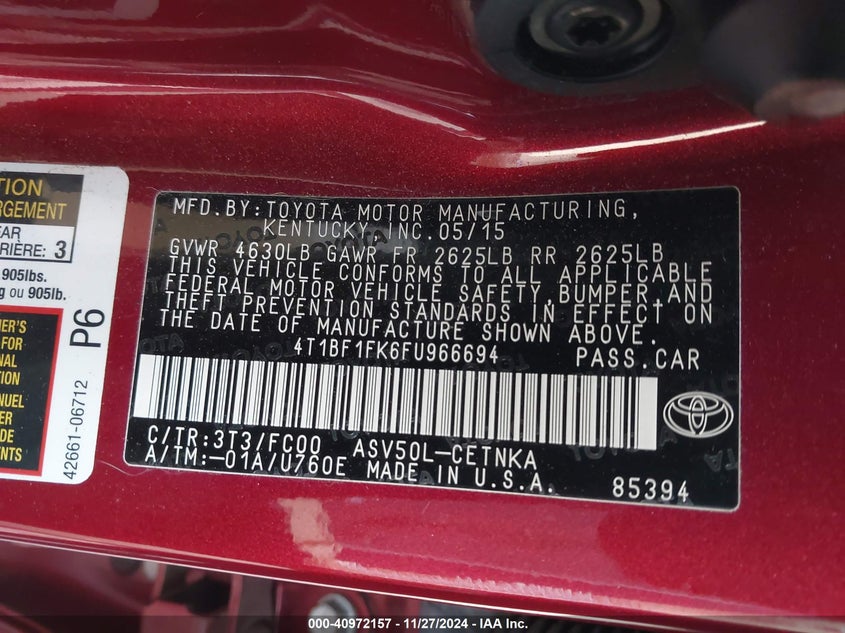 TION
RGEMENT
EAR
RIÈRE: 3
905lbs.
g ou 905lb.
P6
42661-06712
MFD.BY:TOYOTA MOTOR MANUFACTURING,
KENTUCKY,INC.05/15
GVWR 4630LB GAWR FR 2625LB RR 2625LB
THIS VEHICLE CONFORMS TO ALL APPLICABLE
FEDERAL MOTOR VEHICLE SAFETY,BUMPER,AND
THEFT PREVENTION STANDARDS IN EFFECT ON
THE DATE OF MANUFACTURE SHOWN ABOVE.
4T1BF1FK6FU966694 PASS.CAR
C/TR:3T3/FC00 ASV50L-CETNKA
A/TM:-01A/U760E MADE IN U.S.A.
85394
000-40972157 - 11/27/2024 - IAA Inc.